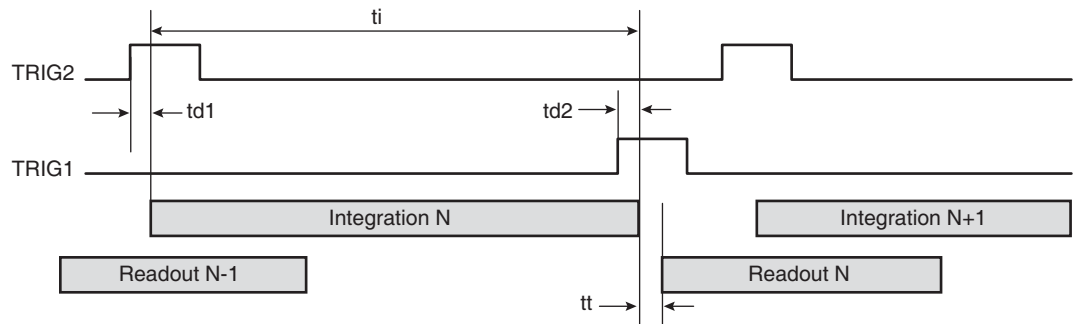 ti
TRIG2
td1
td2
TRIG1
Integration N
Integration N+1
Readout N-1
Readout N
tt